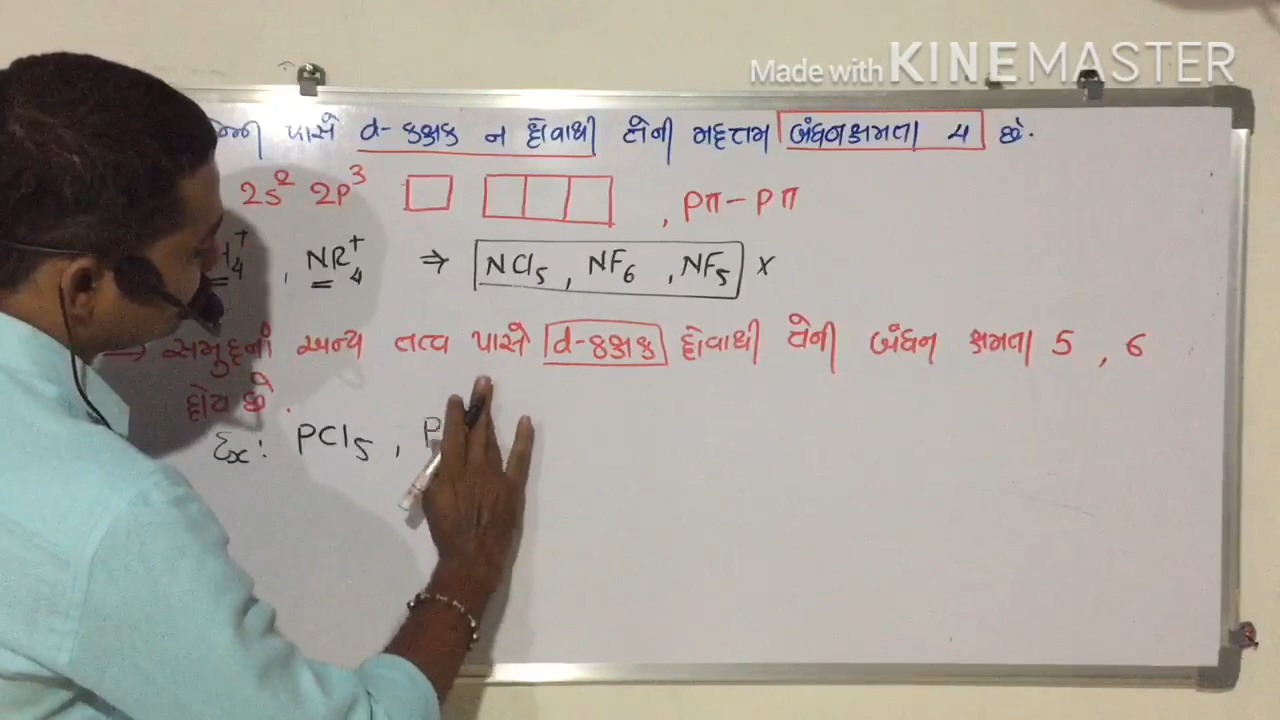 Made with KINEMASTER
પાસે d-કક્ષક ન હોવાથી તેની મહત્તમ બંધનક્ષમતા 4 છે.
2s² 2p³ , pπ-pπ
, NR₄⁺ ⇒ NCl₅, NF₆, NF₅ x
→ સમુહનાં અન્ય તત્વ પાસે d-કક્ષક હોવાથી તેની બંધન ક્ષમતા 5, 6
હોય છે.
Ex: PCl₅, P